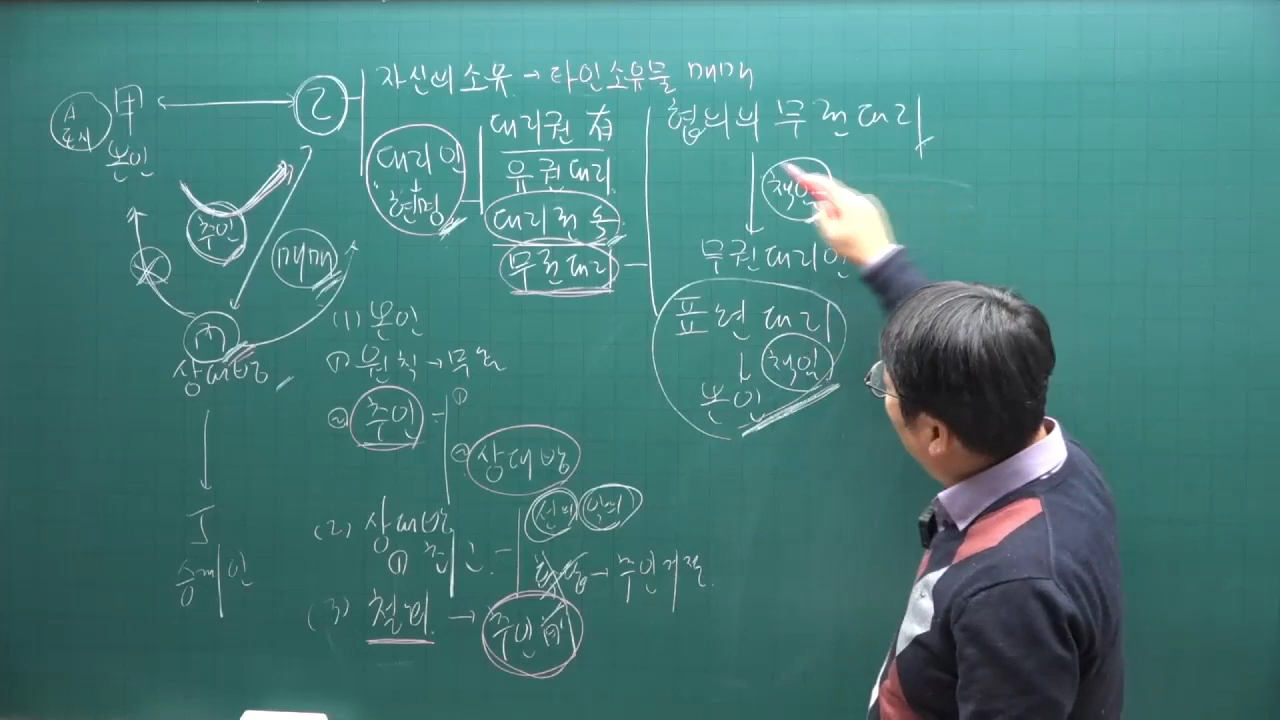 자신의 소유 → 타인소유물 매매
A
토지
甲
본인
乙
대리인
현명
대리권 有
유권대리
대리권 없
무권대리
협의의 무권대리
책임
무권대리인
표현대리
책임
본인
추인
매매
丙
상대방
丁
승계인
(1) 본인
① 원칙 → 무효
② 추인
①
② 상대방
(2) 상대방
① 최고
선의 악의
확답 → 추인거절
(3) 철회 → 추인 前